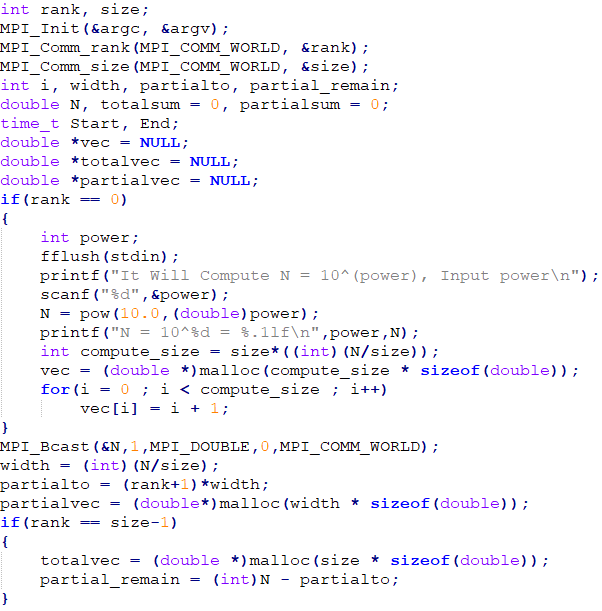 int rank, size;
MPI_Init(&argc, &argv);
MPI_Comm_rank(MPI_COMM_WORLD, &rank);
MPI_Comm_size(MPI_COMM_WORLD, &size);
int i, width, partialto, partial_remain;
double N, totalsum = 0, partialsum = 0;
time_t Start, End;
double *vec = NULL;
double *totalvec = NULL;
double *partialvec = NULL;
if(rank == 0)
{
    int power;
    fflush(stdin);
    printf("It Will Compute N = 10^(power), Input power\n");
    scanf("%d",&power);
    N = pow(10.0,(double)power);
    printf("N = 10^%d = %.1lf\n",power,N);
    int compute_size = size*((int)(N/size));
    vec = (double *)malloc(compute_size * sizeof(double));
    for(i = 0 ; i < compute_size ; i++)
        vec[i] = i + 1;
}
MPI_Bcast(&N,1,MPI_DOUBLE,0,MPI_COMM_WORLD);
width = (int)(N/size);
partialto = (rank+1)*width;
partialvec = (double*)malloc(width * sizeof(double));
if(rank == size-1)
{
    totalvec = (double *)malloc(size * sizeof(double));
    partial_remain = (int)N - partialto;
}